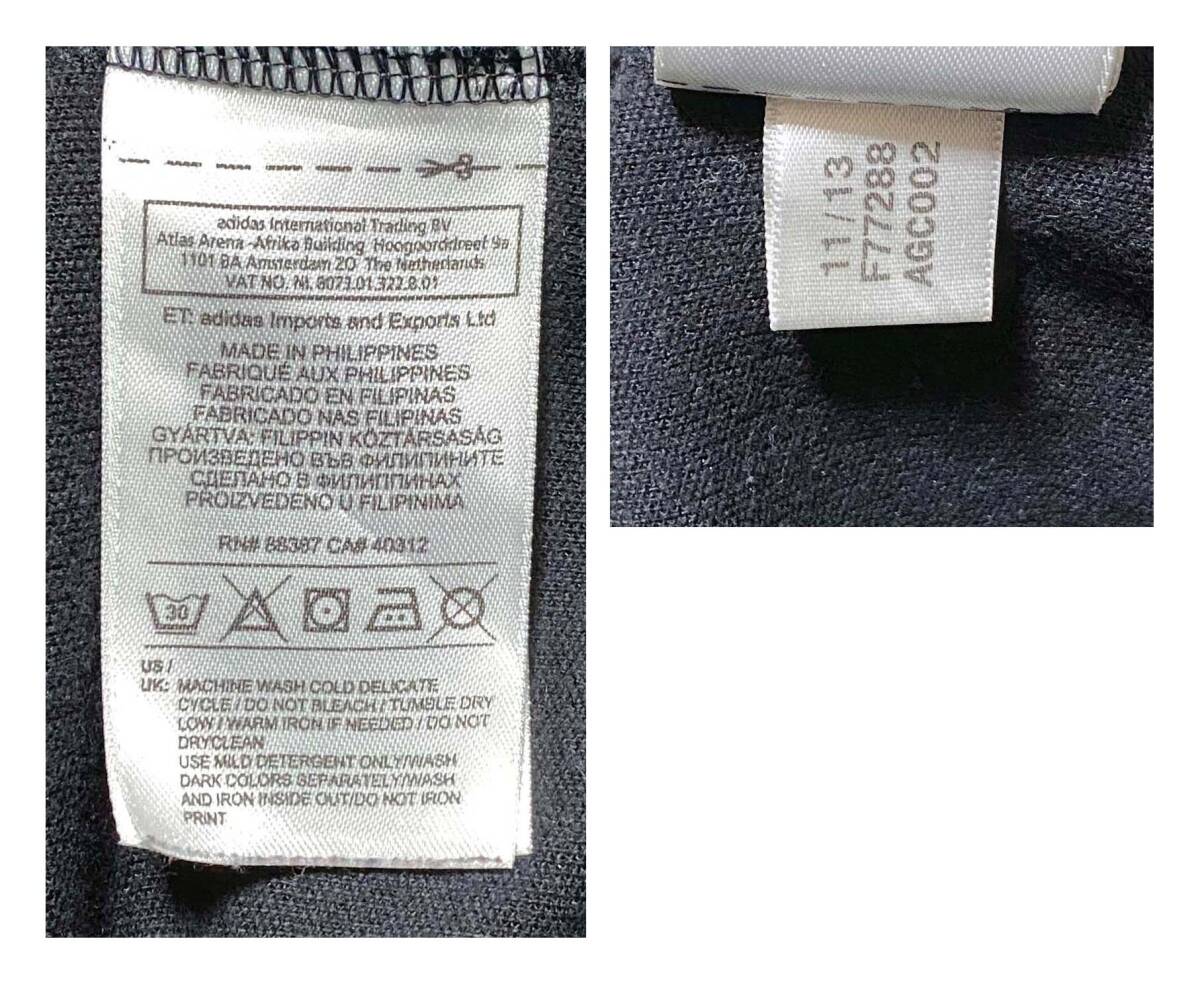 adidas International Trading BV
Atlas Arena -Afrika Building Hoogoorddreef 9a
1101 BA Amsterdam ZO The Netherlands
VAT NO. NL 8073.01.322.8.01
ET: adidas Imports and Exports Ltd
MADE IN PHILIPPINES
FABRIQUÉ AUX PHILIPPINES
FABRICADO EN FILIPINAS
FABRICADO NAS FILIPINAS
GYÁRTVA: FILIPPIN KÖZTÁRSASÁG
ПРОИЗВЕДЕНО ВЪВ ФИЛИПИНИТЕ
СДЕЛАНО В ФИЛИППИНАХ
PROIZVEDENO U FILIPINIMA
RN# 88387 CA# 40312
30
US /
UK: MACHINE WASH COLD DELICATE
CYCLE / DO NOT BLEACH / TUMBLE DRY
LOW / WARM IRON IF NEEDED / DO NOT
DRYCLEAN
USE MILD DETERGENT ONLY/WASH
DARK COLORS SEPARATELY/WASH
AND IRON INSIDE OUT/DO NOT IRON
PRINT
11 / 13
F77288
AGC002